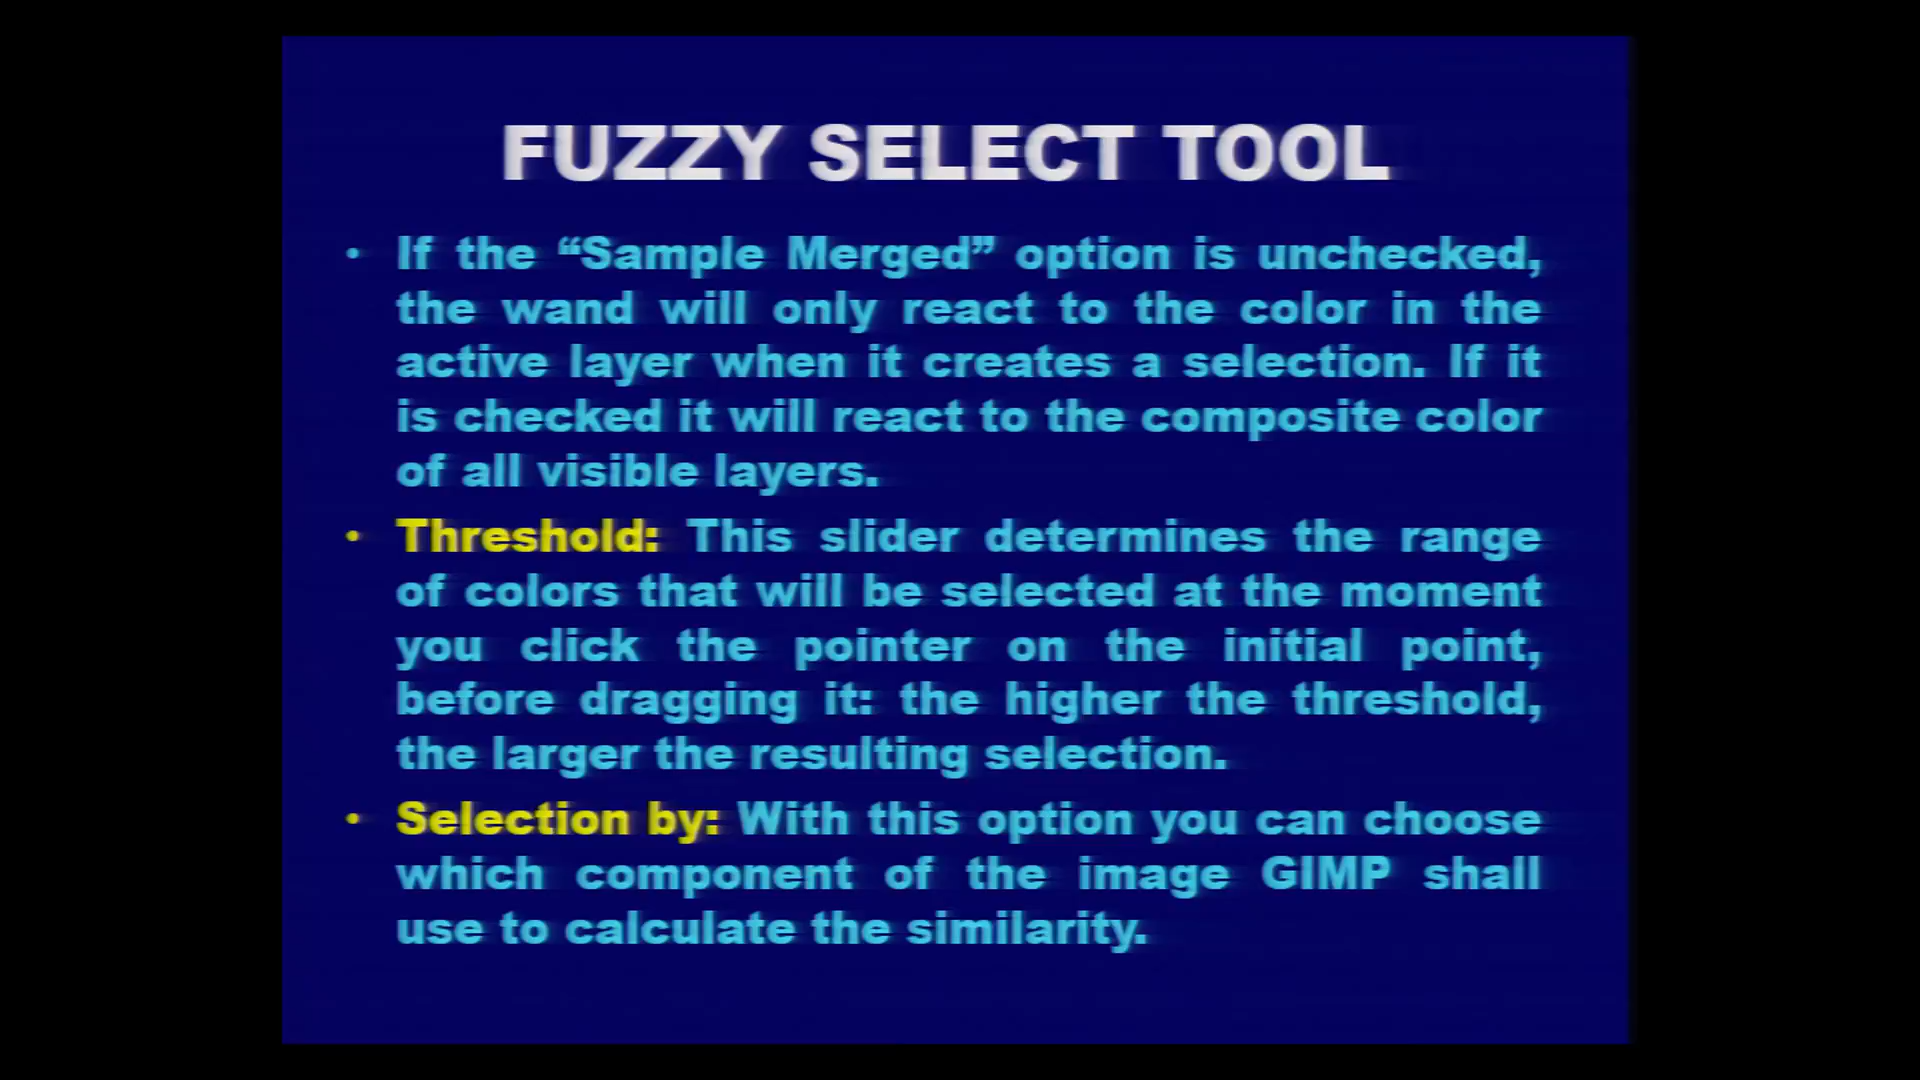 FUZZY SELECT TOOL
• If the “Sample Merged” option is unchecked,
the wand will only react to the color in the
active layer when it creates a selection. If it
is checked it will react to the composite color
of all visible layers.
• Threshold: This slider determines the range
of colors that will be selected at the moment
you click the pointer on the initial point,
before dragging it: the higher the threshold,
the larger the resulting selection.
• Selection by: With this option you can choose
which component of the image GIMP shall
use to calculate the similarity.